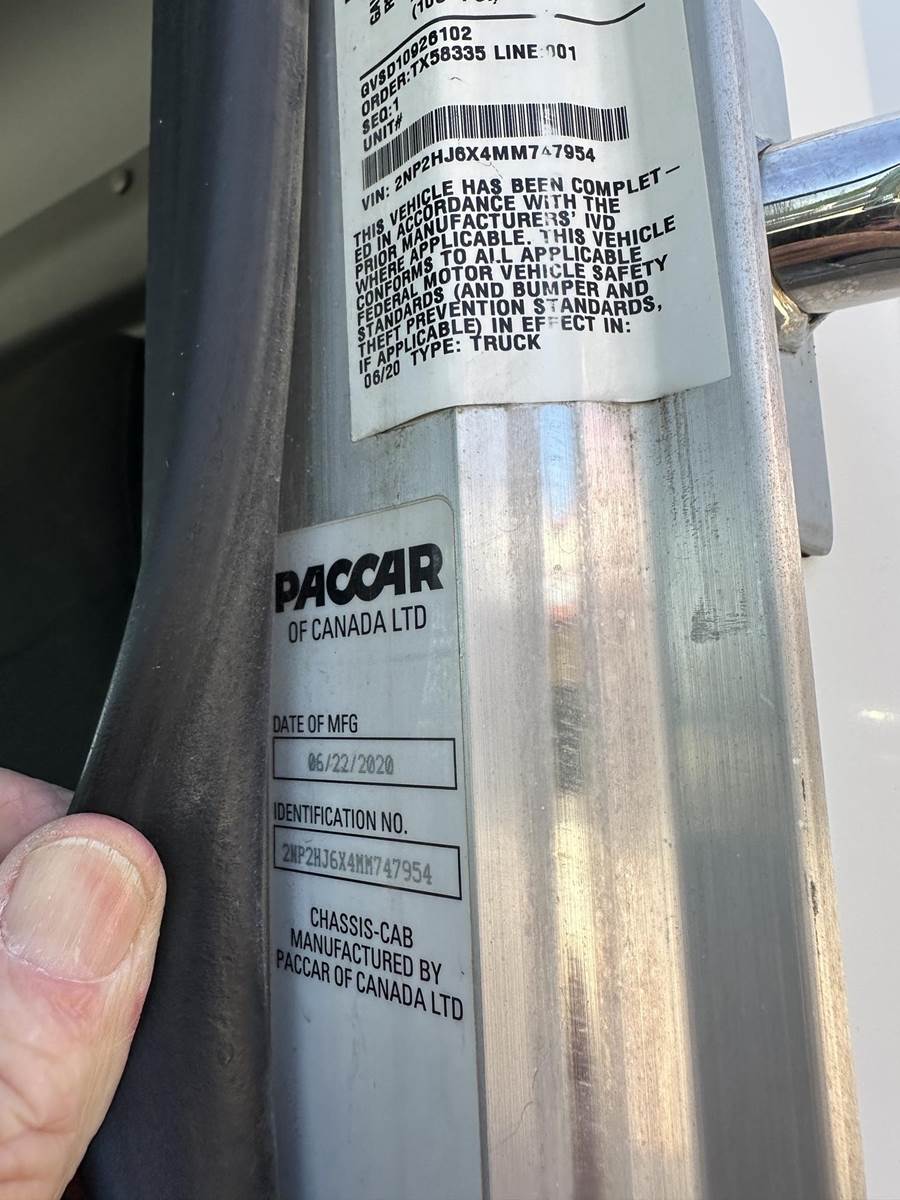 GVSD10926102
ORDER:TX58335 LINE:001
SEQ:1
UNIT#
VIN: 2NP2HJ6X4MM747954
THIS VEHICLE HAS BEEN COMPLET-
ED IN ACCORDANCE WITH THE
PRIOR MANUFACTURERS' IVD
WHERE APPLICABLE. THIS VEHICLE
CONFORMS TO ALL APPLICABLE
FEDERAL MOTOR VEHICLE SAFETY
STANDARDS (AND BUMPER AND
THEFT PREVENTION STANDARDS,
IF APPLICABLE) IN EFFECT IN:
06/20 TYPE: TRUCK
PACCAR
OF CANADA LTD
DATE OF MFG
06/22/2020
IDENTIFICATION NO.
2NP2HJ6X4MM747954
CHASSIS-CAB
MANUFACTURED BY
PACCAR OF CANADA LTD